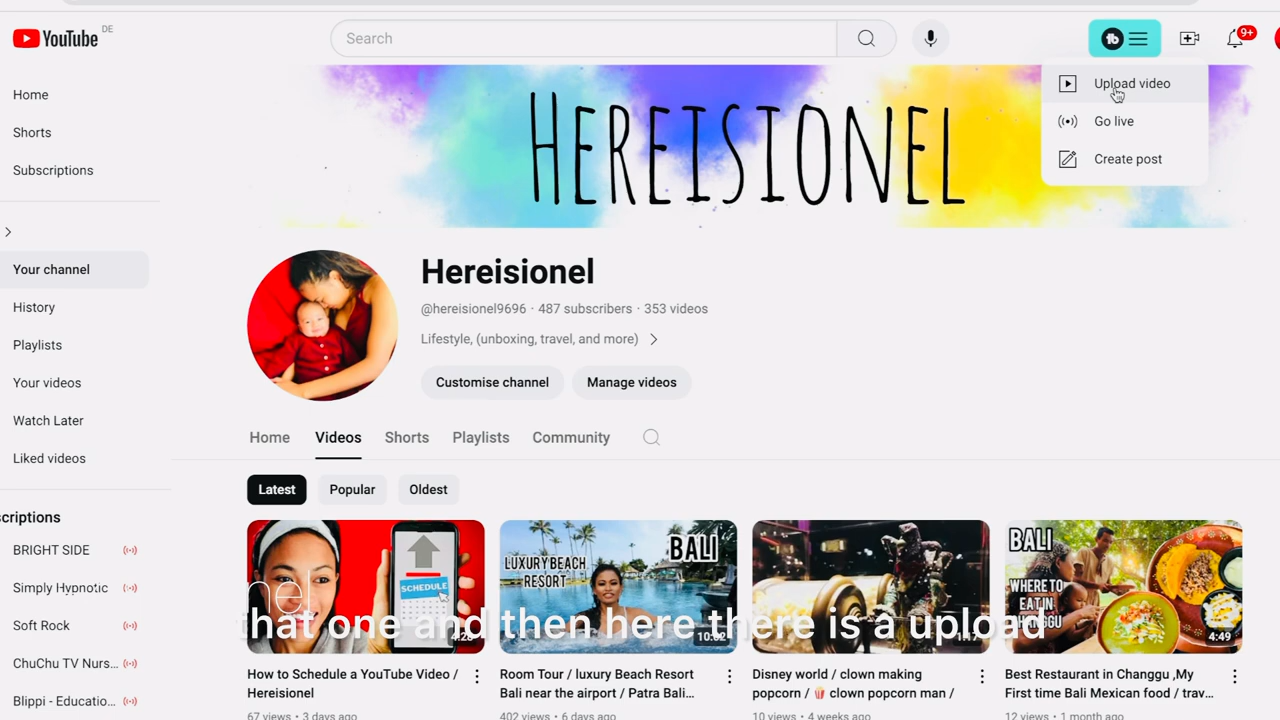 YouTube DE
Search
9+
Home
Shorts
Subscriptions
Your channel
History
Playlists
Your videos
Watch Later
Liked videos
criptions
BRIGHT SIDE
Simply Hypnotic
Soft Rock
ChuChu TV Nurs...
Blippi - Educatio...
Upload video
Go live
Create post
HEREISIONEL
Hereisionel
@hereisionel9696 · 487 subscribers · 353 videos
Lifestyle, (unboxing, travel, and more)
Customise channel
Manage videos
Home Videos Shorts Playlists Community
Latest Popular Oldest
SCHEDULE
LUXURY BEACH
RESORT
BALI
BALI
WHERE TO
EAT IN
4:49
that one and then here there is a upload
How to Schedule a YouTube Video /
Hereisionel
67 views · 3 days ago
Room Tour / luxury Beach Resort
Bali near the airport / Patra Bali...
402 views · 6 days ago
Disney world / clown making
popcorn / 🍿 clown popcorn man /
10 views · 4 weeks ago
Best Restaurant in Changgu ,My
First time Bali Mexican food / trav...
12 views · 1 month ago